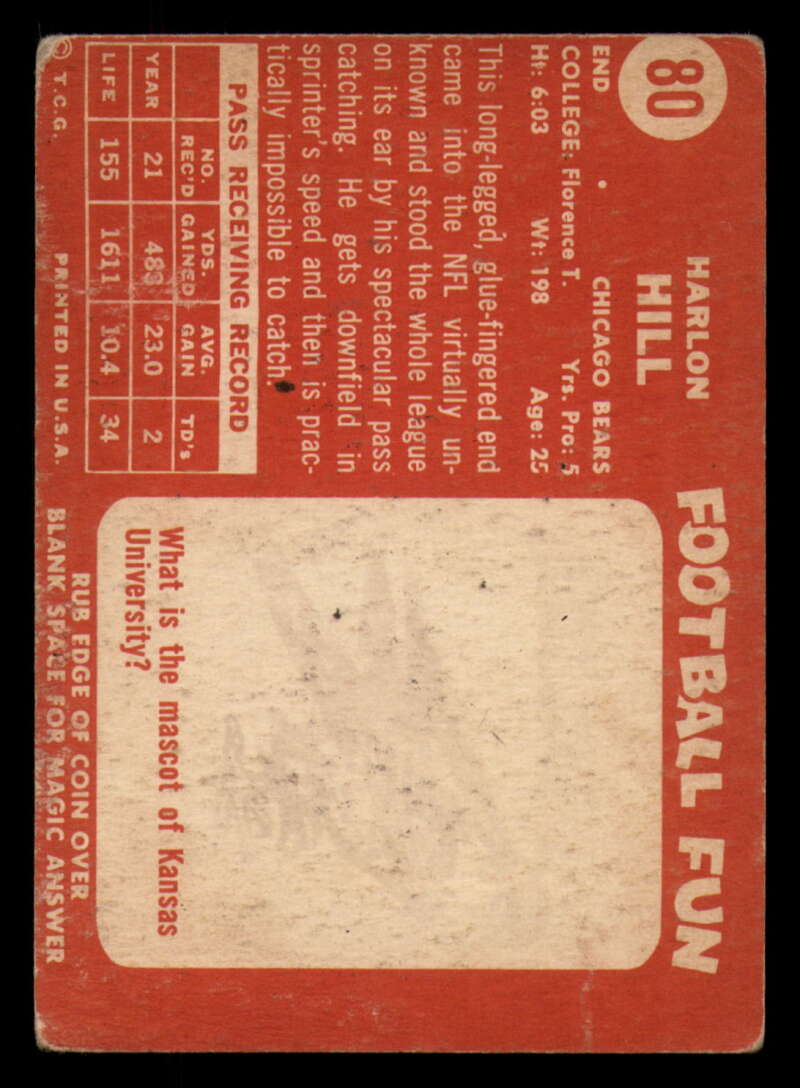 80
HARLON
HILL
END • CHICAGO BEARS
COLLEGE: Florence T. Yrs. Pro: 5
Ht: 6:03 Wt: 198 Age: 25
This long-legged, glue-fingered end
came into the NFL virtually un-
known and stood the whole league
on its ear by his spectacular pass
catching. He gets downfield in
sprinter's speed and then is prac-
tically impossible to catch.
PASS RECEIVING RECORD
NO. REC'D YDS. GAINED AVG. GAIN TD's
YEAR 21 483 23.0 2
LIFE 155 1611 10.4 34
© T.C.G. PRINTED IN U.S.A.
FOOTBALL FUN
What is the mascot of Kansas
University?
RUB EDGE OF COIN OVER
BLANK SPACE FOR MAGIC ANSWER